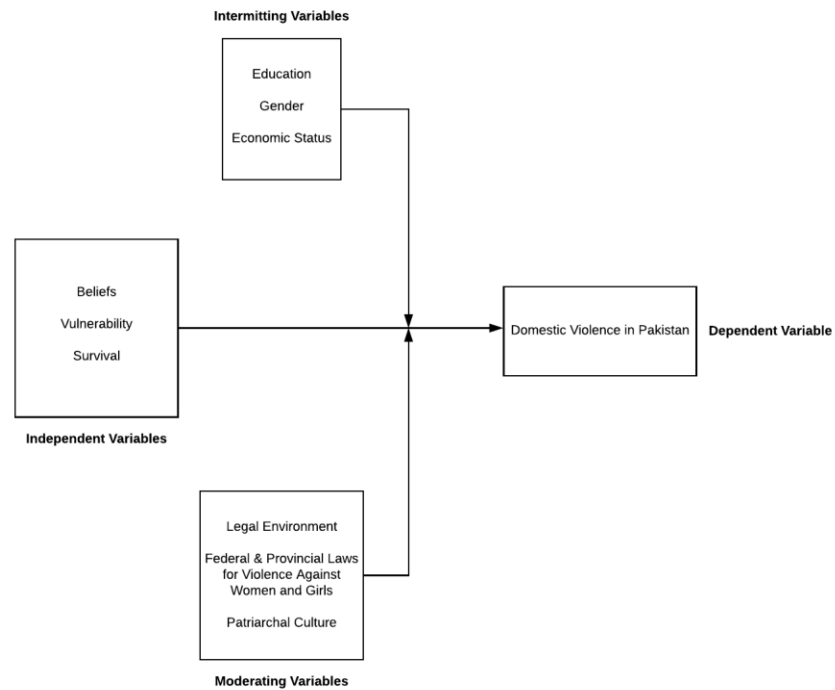 Intermitting Variables
Education
Gender
Economic Status
Beliefs
Vulnerability
Survival
Independent Variables
Domestic Violence in Pakistan
Dependent Variable
Legal Environment
Federal & Provincial Laws
for Violence Against
Women and Girls
Patriarchal Culture
Moderating Variables